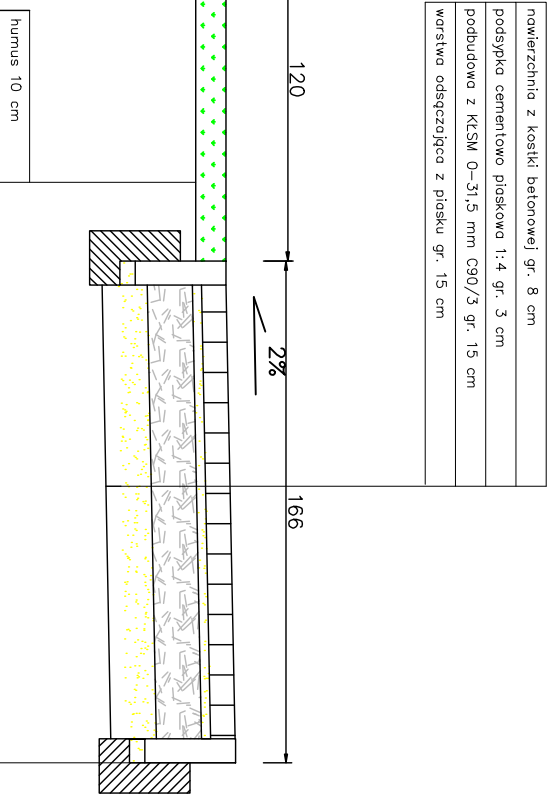 nawierzchnia z kostki betonowej gr. 8 cm
podsypka cementowo piaskowa 1:4 gr. 3 cm
podbudowa z KŁSM 0-31,5 mm C90/3 gr. 15 cm
warstwa odsączająca z piasku gr. 15 cm
120
166
2%
humus 10 cm